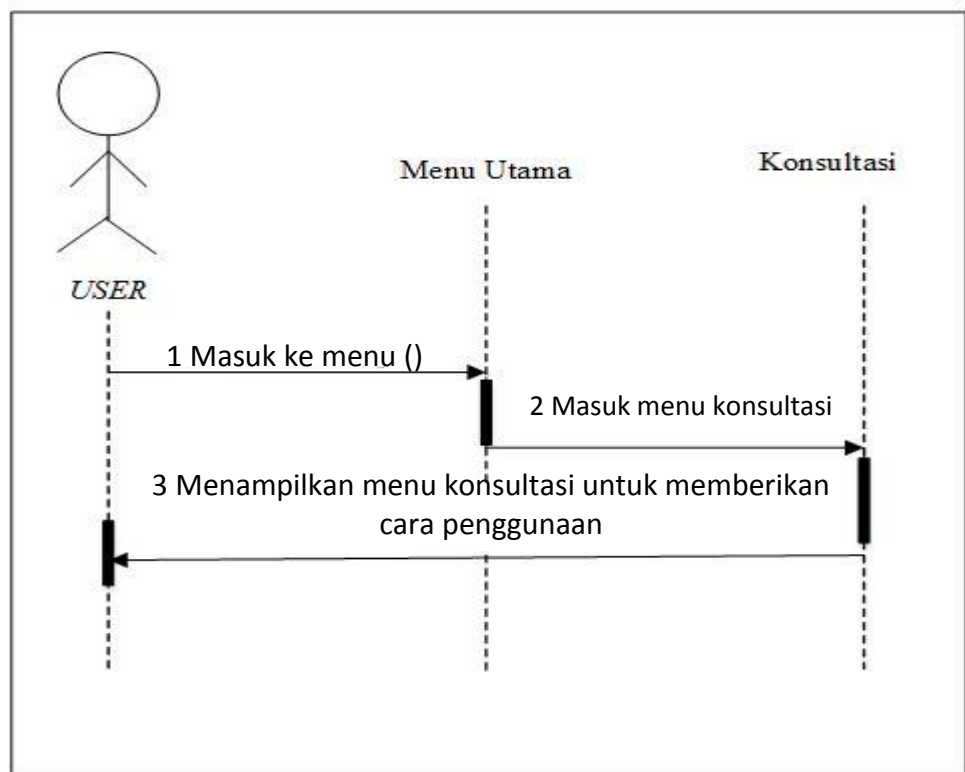 Menu Utama
Konsultasi
USER
1 Masuk ke menu ()
2 Masuk menu konsultasi
3 Menampilkan menu konsultasi untuk memberikan
cara penggunaan